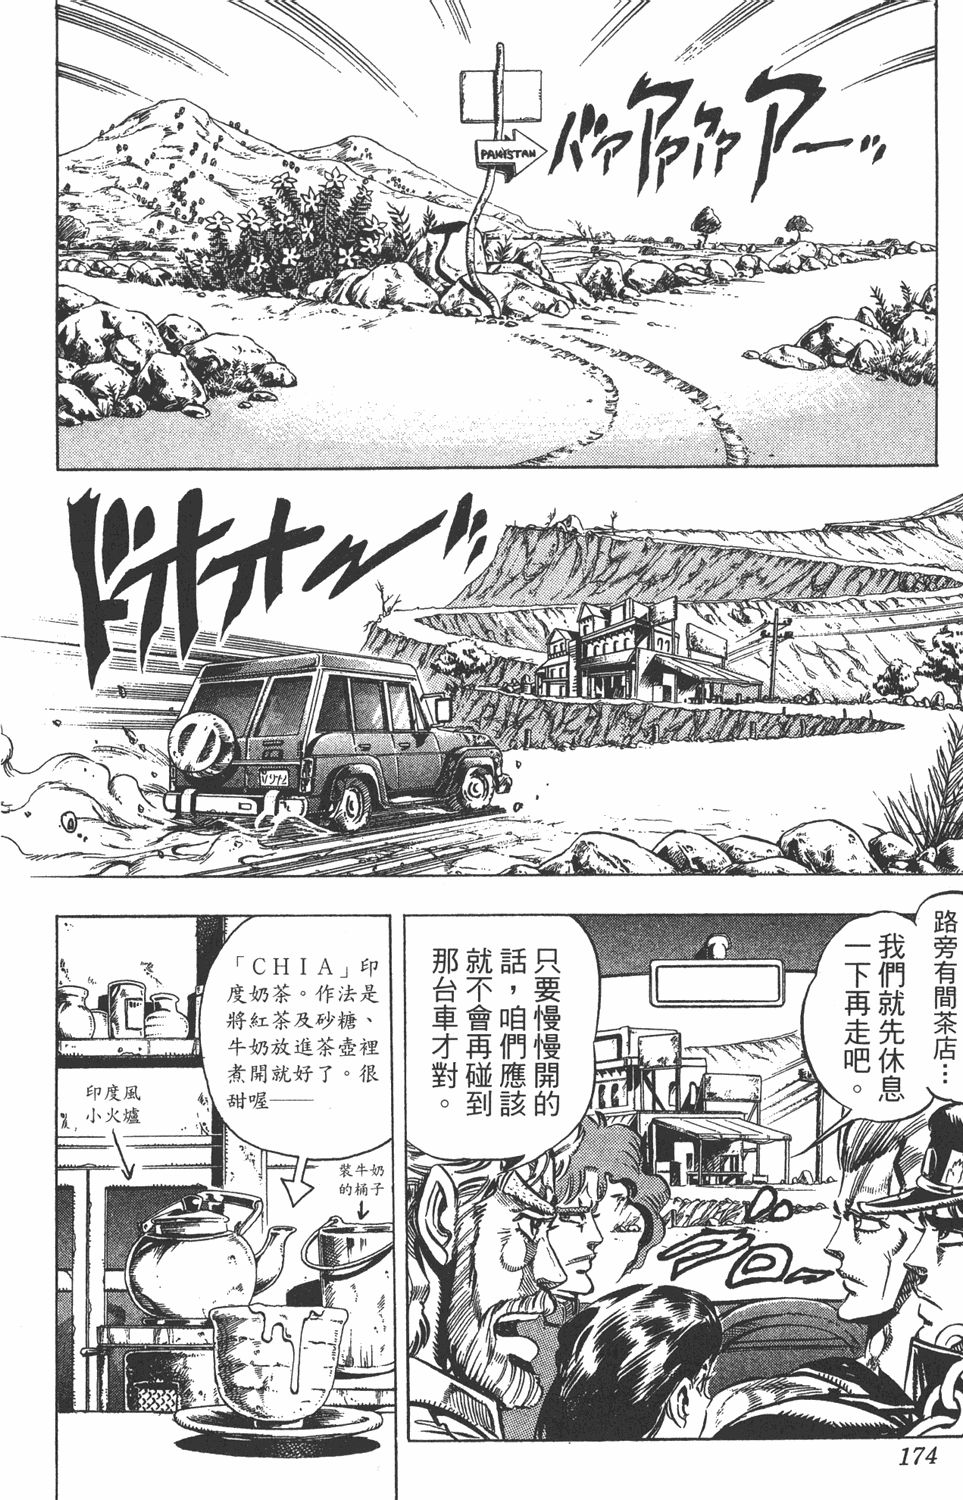 PAKISTAN
バァアァアァァアーッ
ドオオオーッ
路旁有間茶店…
我們就先休息
一下再走吧。
只要慢慢開的
話，咱們應該
就不會再碰到
那台車才對。
「ＣＨＩＡ」印
度奶茶。作法是
將紅茶及砂糖、
牛奶放進茶壺裡
煮開就好了。很
甜喔——
裝牛奶
的桶子
印度風
小火爐
174